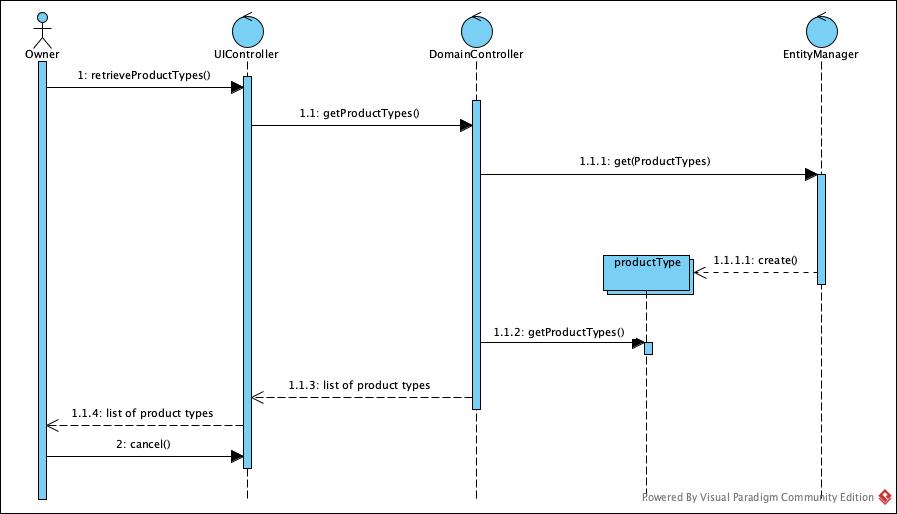 Owner
UIController
DomainController
EntityManager
1: retrieveProductTypes()
1.1: getProductTypes()
1.1.1: get(ProductTypes)
1.1.1.1: create()
productType
1.1.2: getProductTypes()
1.1.3: list of product types
1.1.4: list of product types
2: cancel()
Powered By Visual Paradigm Community Edition